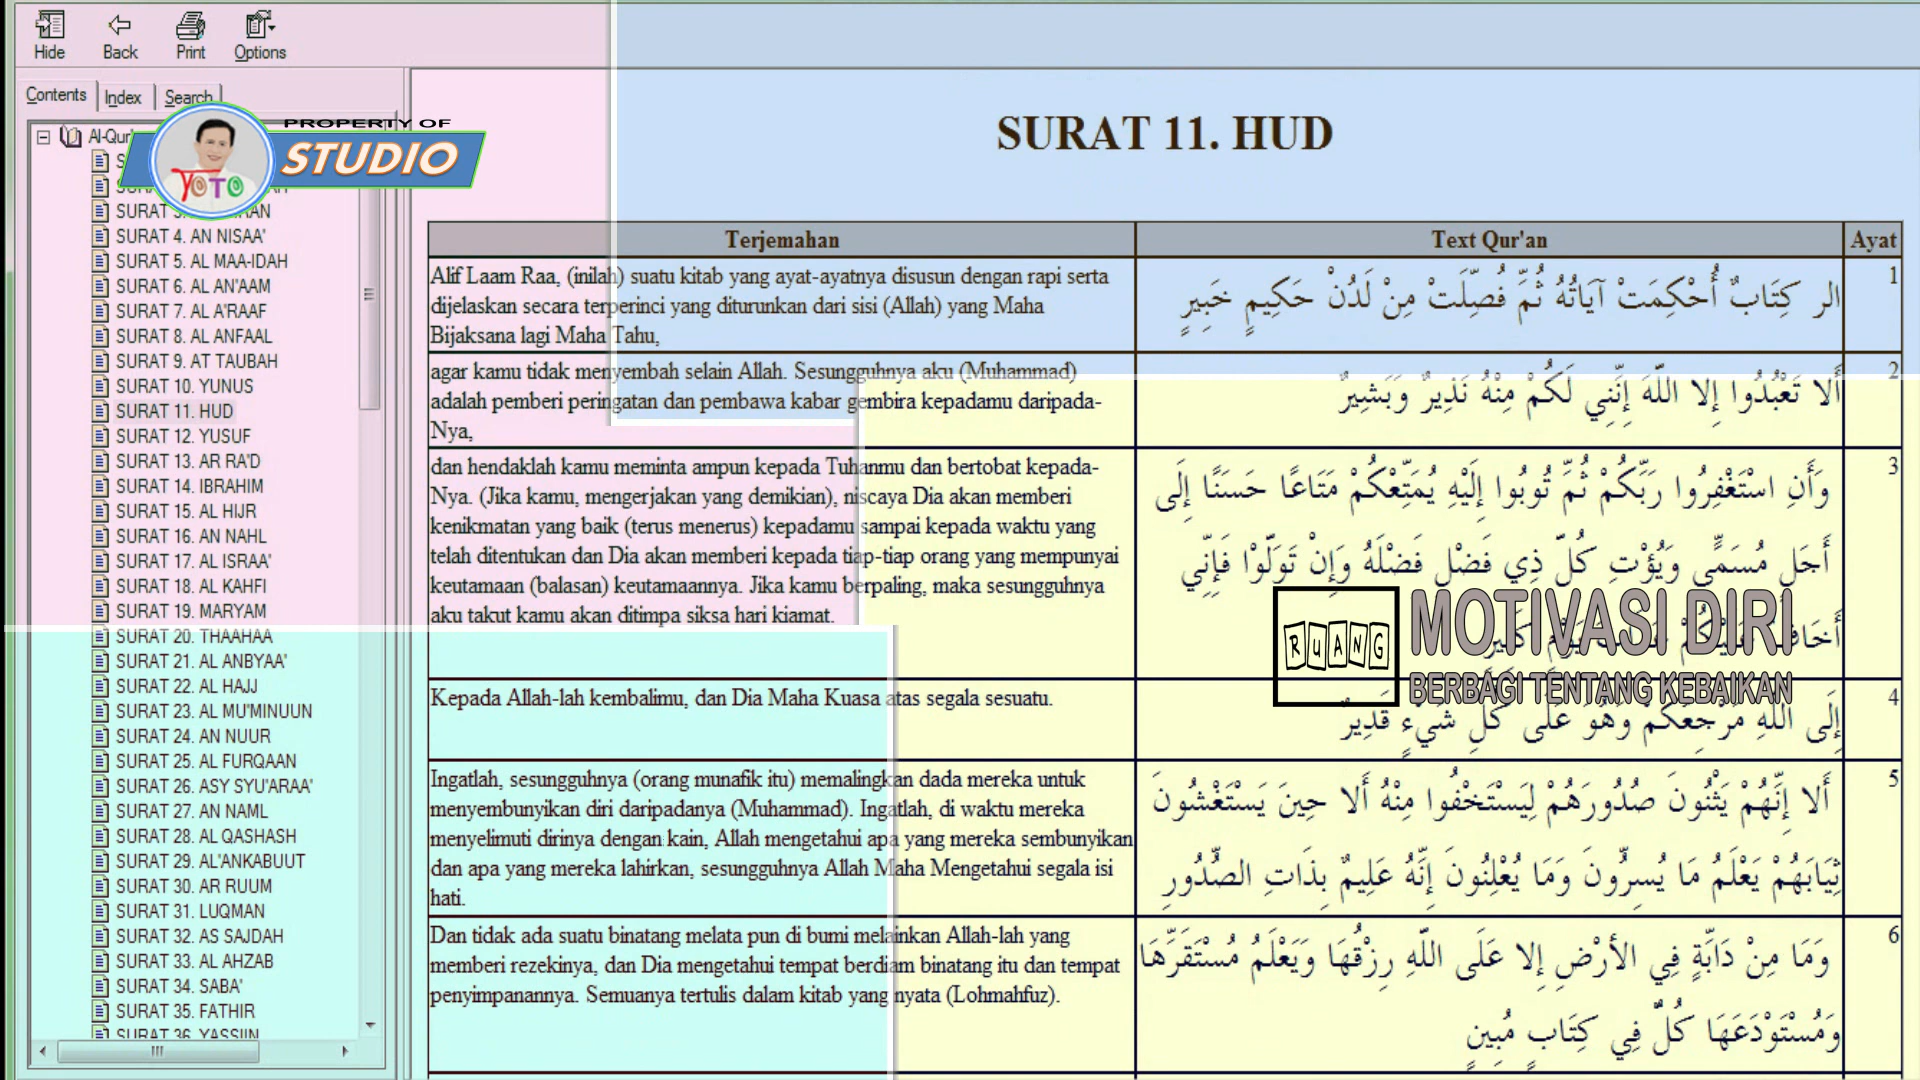 Hide Back Print Options
Contents Index Search
PROPERTY OF
STUDIO
YOTO
Al-Qur
SURAT 4. AN NISAA'
SURAT 5. AL MAA-IDAH
SURAT 6. AL AN'AAM
SURAT 7. AL A'RAAF
SURAT 8. AL ANFAAL
SURAT 9. AT TAUBAH
SURAT 10. YUNUS
SURAT 11. HUD
SURAT 12. YUSUF
SURAT 13. AR RA'D
SURAT 14. IBRAHIM
SURAT 15. AL HIJR
SURAT 16. AN NAHL
SURAT 17. AL ISRAA'
SURAT 18. AL KAHFI
SURAT 19. MARYAM
SURAT 20. THAAHAA
SURAT 21. AL ANBYAA'
SURAT 22. AL HAJJ
SURAT 23. AL MU'MINUUN
SURAT 24. AN NUUR
SURAT 25. AL FURQAAN
SURAT 26. ASY SYU'ARAA'
SURAT 27. AN NAML
SURAT 28. AL QASHASH
SURAT 29. AL'ANKABUUT
SURAT 30. AR RUUM
SURAT 31. LUQMAN
SURAT 32. AS SAJDAH
SURAT 33. AL AHZAB
SURAT 34. SABA'
SURAT 35. FATHIR
SURAT 36. YASSIIN
SURAT 11. HUD
Terjemahan Text Qur'an Ayat
Alif Laam Raa, (inilah) suatu kitab yang ayat-ayatnya disusun dengan rapi serta
dijelaskan secara terperinci yang diturunkan dari sisi (Allah) yang Maha
Bijaksana lagi Maha Tahu,
الر كِتَابٌ أُحْكِمَتْ آيَاتُهُ ثُمَّ فُصِّلَتْ مِنْ لَدُنْ حَكِيمٍ خَبِيرٍ
1
agar kamu tidak menyembah selain Allah. Sesungguhnya aku (Muhammad)
adalah pemberi peringatan dan pembawa kabar gembira kepadamu daripada-
Nya,
أَلا تَعْبُدُوا إِلا اللَّهَ إِنَّنِي لَكُمْ مِنْهُ نَذِيرٌ وَبَشِيرٌ
2
dan hendaklah kamu meminta ampun kepada Tuhanmu dan bertobat kepada-
Nya. (Jika kamu, mengerjakan yang demikian), niscaya Dia akan memberi
kenikmatan yang baik (terus menerus) kepadamu sampai kepada waktu yang
telah ditentukan dan Dia akan memberi kepada tiap-tiap orang yang mempunyai
keutamaan (balasan) keutamaannya. Jika kamu berpaling, maka sesungguhnya
aku takut kamu akan ditimpa siksa hari kiamat.
وَأَنِ اسْتَغْفِرُوا رَبَّكُمْ ثُمَّ تُوبُوا إِلَيْهِ يُمَتِّعْكُمْ مَتَاعًا حَسَنًا إِلَى
أَجَلٍ مُسَمًّى وَيُؤْتِ كُلَّ ذِي فَضْلٍ فَضْلَهُ وَإِنْ تَوَلَّوْا فَإِنِّي
3
RUANG
MOTIVASI DIRI
BERBAGI TENTANG KEBAIKAN
Kepada Allah-lah kembalimu, dan Dia Maha Kuasa atas segala sesuatu.
إِلَى اللَّهِ مَرْجِعُكُمْ وَهُوَ عَلَى كُلِّ شَيْءٍ قَدِيرٌ
4
Ingatlah, sesungguhnya (orang munafik itu) memalingkan dada mereka untuk
menyembunyikan diri daripadanya (Muhammad). Ingatlah, di waktu mereka
menyelimuti dirinya dengan kain, Allah mengetahui apa yang mereka sembunyikan
dan apa yang mereka lahirkan, sesungguhnya Allah Maha Mengetahui segala isi
hati.
أَلا إِنَّهُمْ يَثْنُونَ صُدُورَهُمْ لِيَسْتَخْفُوا مِنْهُ أَلا حِينَ يَسْتَغْشُونَ
ثِيَابَهُمْ يَعْلَمُ مَا يُسِرُّونَ وَمَا يُعْلِنُونَ إِنَّهُ عَلِيمٌ بِذَاتِ الصُّدُورِ
5
Dan tidak ada suatu binatang melata pun di bumi melainkan Allah-lah yang
memberi rezekinya, dan Dia mengetahui tempat berdiam binatang itu dan tempat
penyimpanannya. Semuanya tertulis dalam kitab yang nyata (Lohmahfuz).
وَمَا مِنْ دَابَّةٍ فِي الأرْضِ إِلا عَلَى اللَّهِ رِزْقُهَا وَيَعْلَمُ مُسْتَقَرَّهَا
وَمُسْتَوْدَعَهَا كُلٌّ فِي كِتَابٍ مُبِينٍ
6